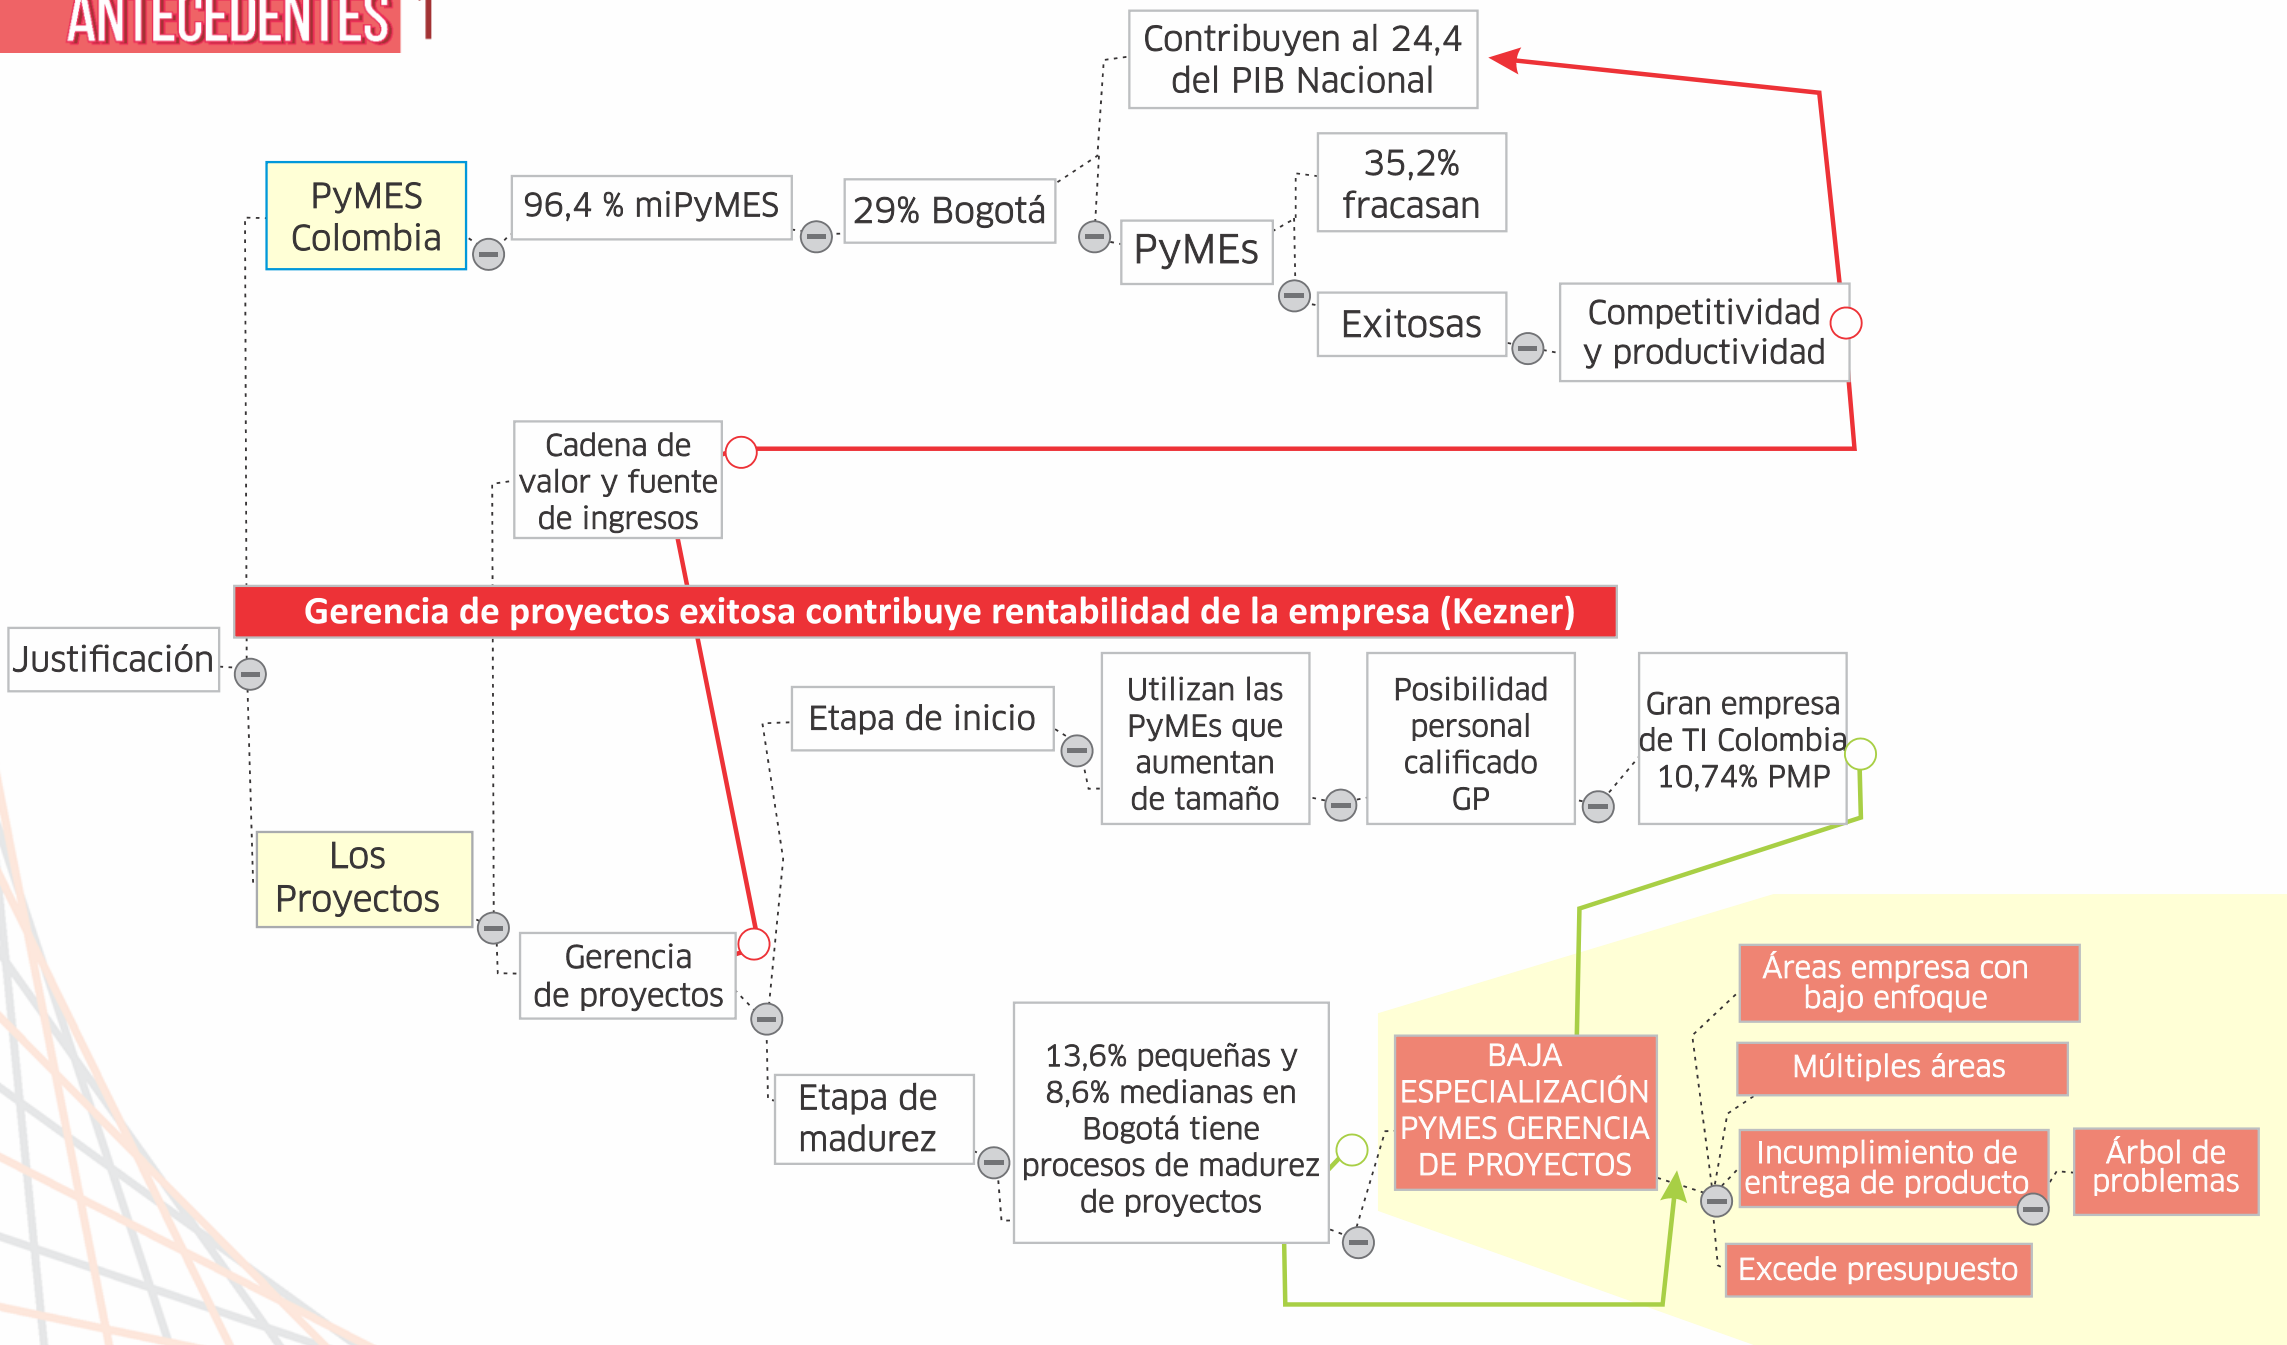 ANTECEDENTES 1
Contribuyen al 24,4
del PIB Nacional
PyMES
Colombia
96,4 % miPyMES
29% Bogotá
PyMEs
35,2%
fracasan
Exitosas
Competitividad
y productividad
Cadena de
valor y fuente
de ingresos
Gerencia de proyectos exitosa contribuye rentabilidad de la empresa (Kezner)
Justificación
Los
Proyectos
Gerencia
de proyectos
Etapa de inicio
Utilizan las
PyMEs que
aumentan
de tamaño
Posibilidad
personal
calificado
GP
Gran empresa
de TI Colombia
10,74% PMP
Etapa de
madurez
13,6% pequeñas y
8,6% medianas en
Bogotá tiene
procesos de madurez
de proyectos
BAJA
ESPECIALIZACIÓN
PYMES GERENCIA
DE PROYECTOS
Áreas empresa con
bajo enfoque
Múltiples áreas
Incumplimiento de
entrega de producto
Árbol de
problemas
Excede presupuesto